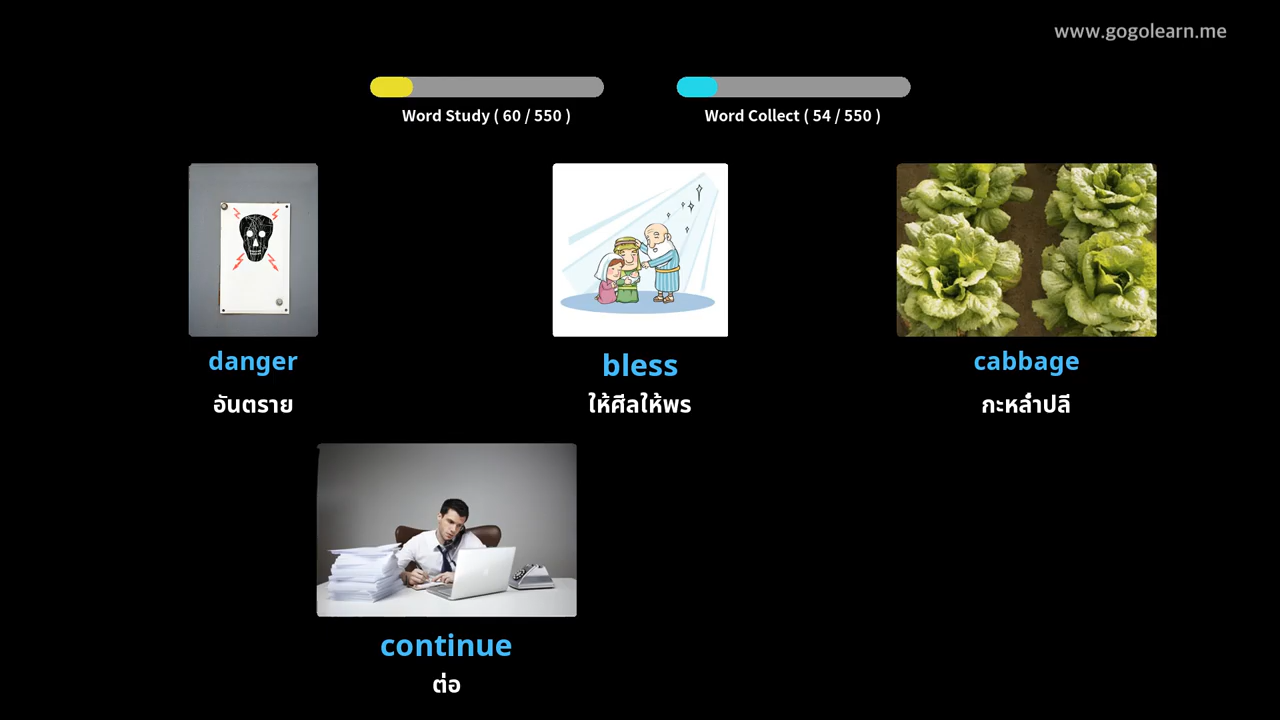 www.gogolearn.me
Word Study ( 60 / 550 )
Word Collect ( 54 / 550 )
danger
อันตราย
bless
ให้ศีลให้พร
cabbage
กะหล่ำปลี
continue
ต่อ